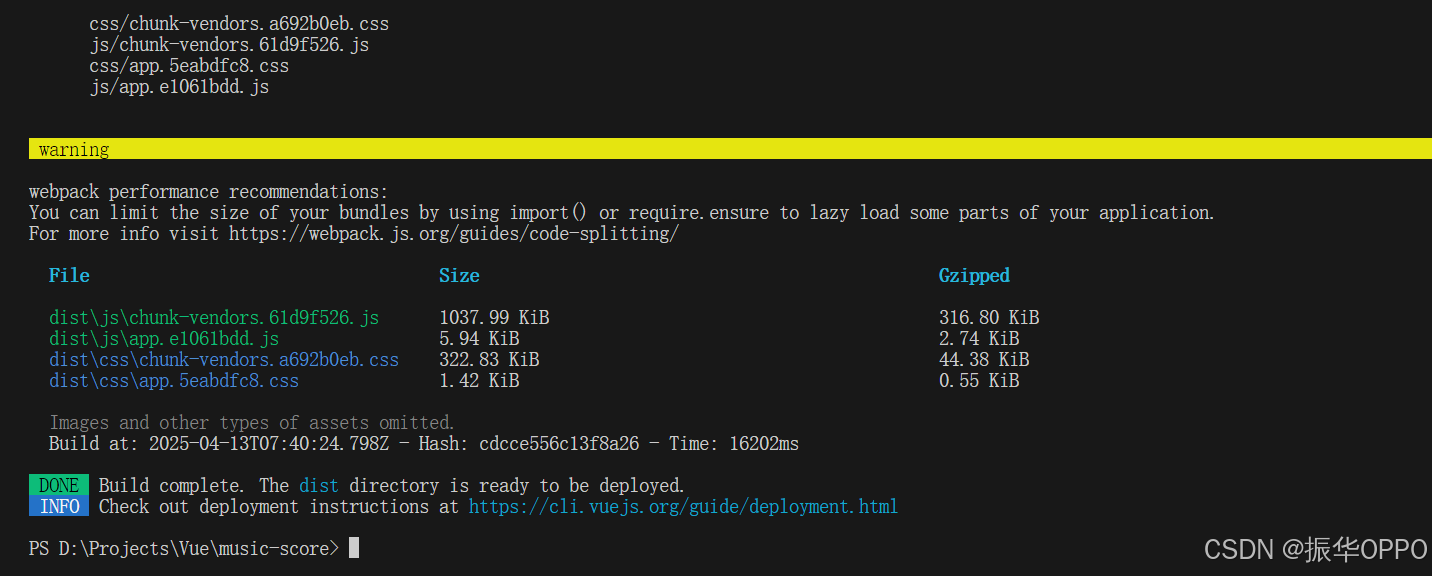 css/chunk-vendors.a692b0eb.css
js/chunk-vendors.61d9f526.js
css/app.5eabdfc8.css
js/app.e1061bdd.js
warning
webpack performance recommendations:
You can limit the size of your bundles by using import() or require.ensure to lazy load some parts of your application.
For more info visit https://webpack.js.org/guides/code-splitting/
File Size Gzipped
dist\js\chunk-vendors.61d9f526.js 1037.99 KiB 316.80 KiB
dist\js\app.e1061bdd.js 5.94 KiB 2.74 KiB
dist\css\chunk-vendors.a692b0eb.css 322.83 KiB 44.38 KiB
dist\css\app.5eabdfc8.css 1.42 KiB 0.55 KiB
Images and other types of assets omitted.
Build at: 2025-04-13T07:40:24.798Z - Hash: cdcce556c13f8a26 - Time: 16202ms
DONE Build complete. The dist directory is ready to be deployed.
INFO Check out deployment instructions at https://cli.vuejs.org/guide/deployment.html
PS D:\Projects\Vue\music-score>
CSDN @振华OPPO